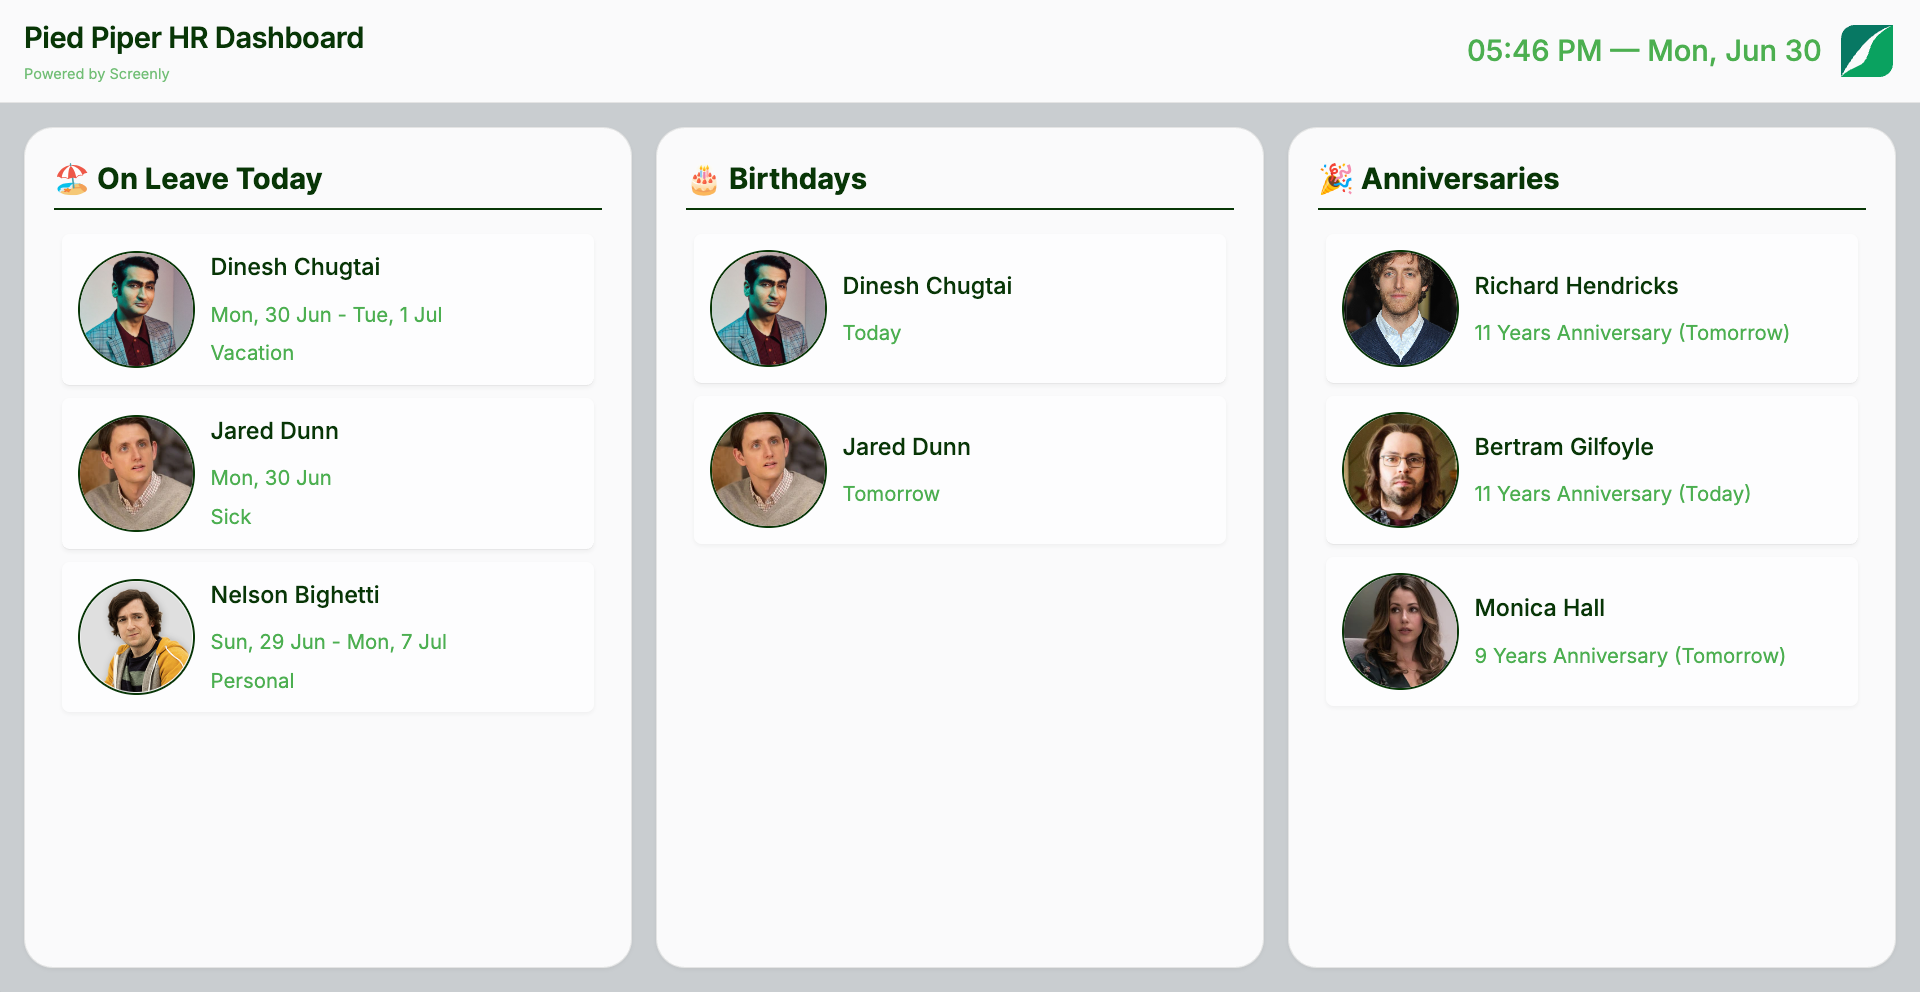 Pied Piper HR Dashboard
Powered by Screenly
05:46 PM — Mon, Jun 30
On Leave Today
Dinesh Chugtai
Mon, 30 Jun - Tue, 1 Jul
Vacation
Jared Dunn
Mon, 30 Jun
Sick
Nelson Bighetti
Sun, 29 Jun - Mon, 7 Jul
Personal
Birthdays
Dinesh Chugtai
Today
Jared Dunn
Tomorrow
Anniversaries
Richard Hendricks
11 Years Anniversary (Tomorrow)
Bertram Gilfoyle
11 Years Anniversary (Today)
Monica Hall
9 Years Anniversary (Tomorrow)